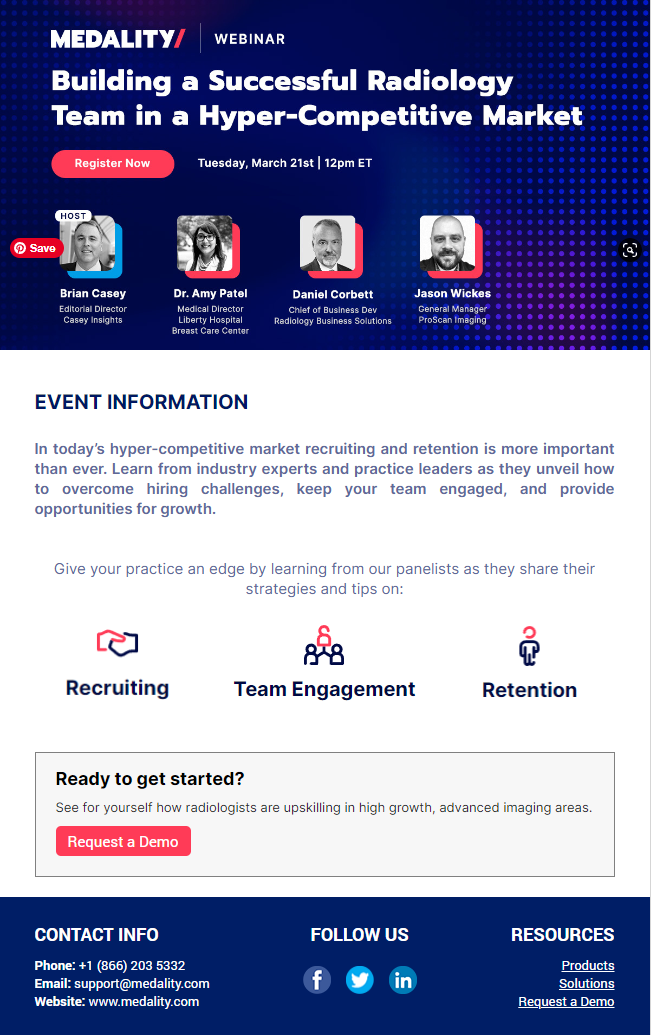 MEDALITY/ WEBINAR
Building a Successful Radiology
Team in a Hyper-Competitive Market
Register Now Tuesday, March 21st | 12pm ET
HOST
Save
Brian Casey
Editorial Director
Casey Insights
Dr. Amy Patel
Medical Director
Liberty Hospital
Breast Care Center
Daniel Corbett
Chief of Business Dev
Radiology Business Solutions
Jason Wickes
General Manager
ProScan Imaging
EVENT INFORMATION
In today’s hyper-competitive market recruiting and retention is more important
than ever. Learn from industry experts and practice leaders as they unveil how
to overcome hiring challenges, keep your team engaged, and provide
opportunities for growth.
Give your practice an edge by learning from our panelists as they share their
strategies and tips on:
Recruiting
Team Engagement
Retention
Ready to get started?
See for yourself how radiologists are upskilling in high growth, advanced imaging areas.
Request a Demo
CONTACT INFO
Phone: +1 (866) 203 5332
Email: support@medality.com
Website: www.medality.com
FOLLOW US
f
in
RESOURCES
Products
Solutions
Request a Demo